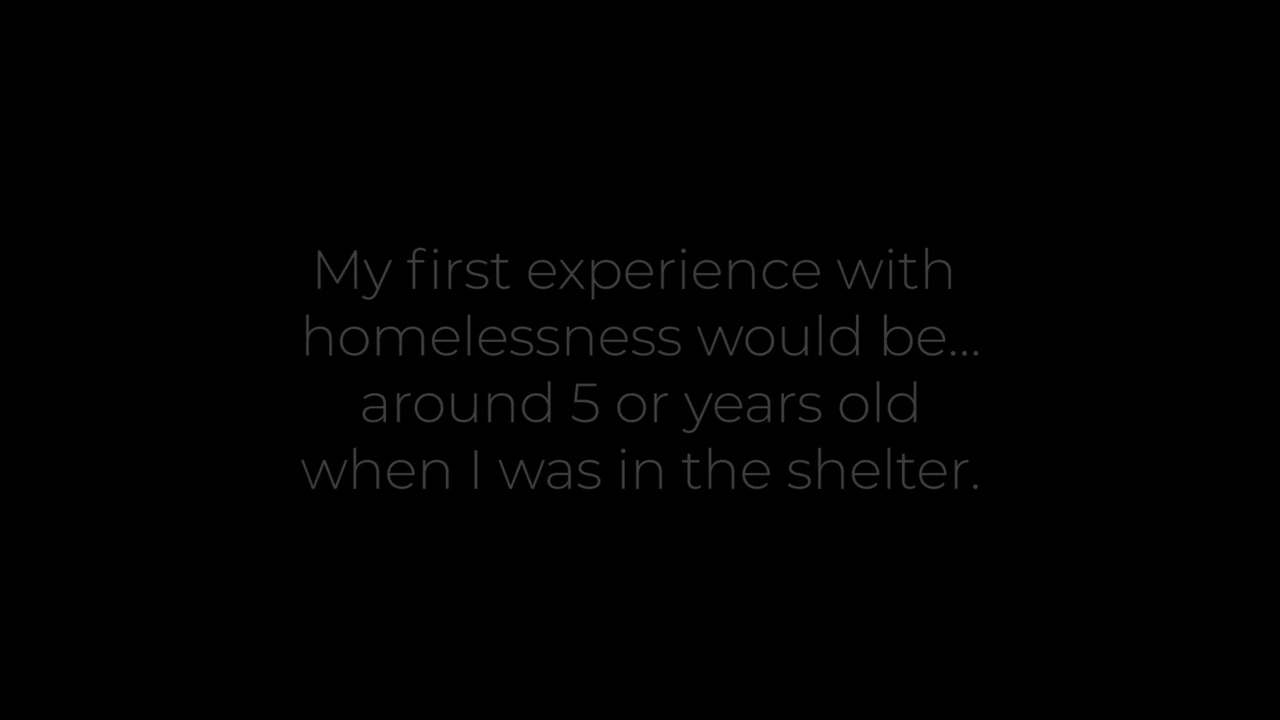 My first experience with
homelessness would be...
around 5 or years old
when I was in the shelter.